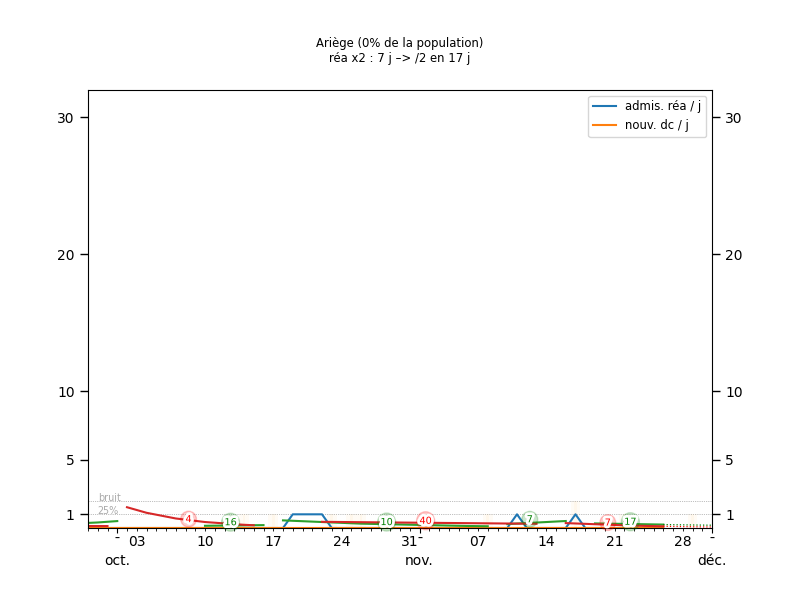 Ariège (0% de la population)
réa x2 : 7 j –> /2 en 17 j
admis. réa / j
nouv. dc / j
30 30
20 20
10 10
5 5
bruit
25%
1 1
4 16 10 40 7 7 17
03 10 17 24 31 07 14 21 28
oct. nov. déc.